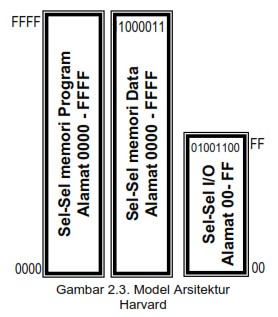 FFFF
0000
Sel-Sel memori Program
Alamat 0000 - FFFF
1000011
Sel-Sel memori Data
Alamat 0000 - FFFF
01001100
FF
Sel-Sel I/O
Alamat 00- FF
00
Gambar 2.3. Model Arsitektur
Harvard